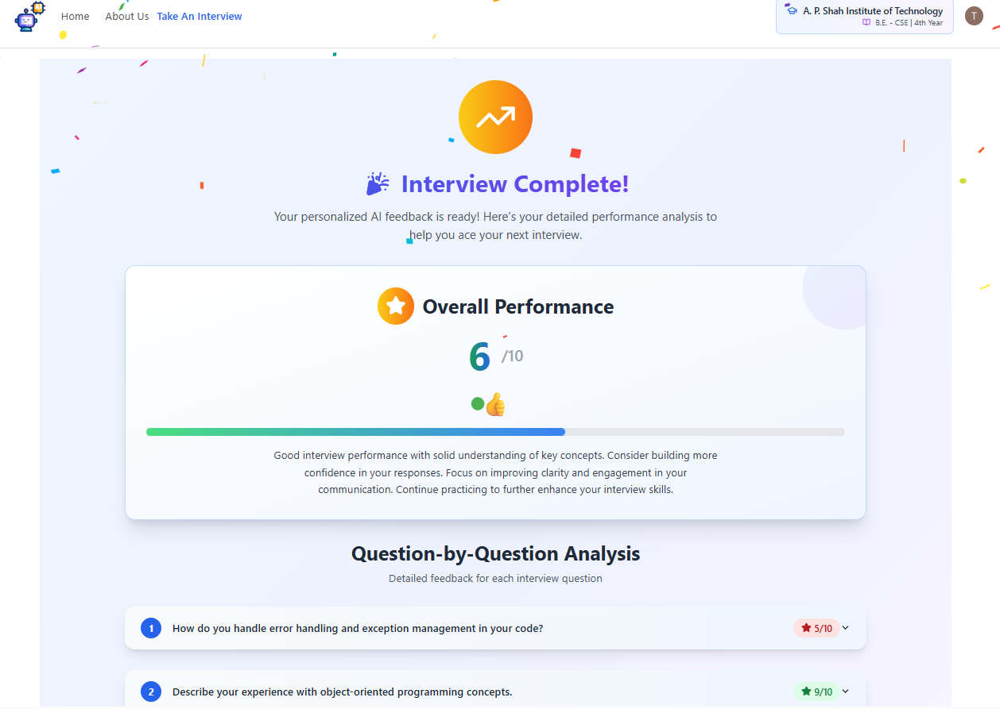 Home About Us Take An Interview
A. P. Shah Institute of Technology
B.E. - CSE | 4th Year
T
Interview Complete!
Your personalized AI feedback is ready! Here's your detailed performance analysis to
help you ace your next interview.
Overall Performance
6 /10
Good interview performance with solid understanding of key concepts. Consider building more
confidence in your responses. Focus on improving clarity and engagement in your
communication. Continue practicing to further enhance your interview skills.
Question-by-Question Analysis
Detailed feedback for each interview question
1 How do you handle error handling and exception management in your code? 5/10
2 Describe your experience with object-oriented programming concepts. 9/10